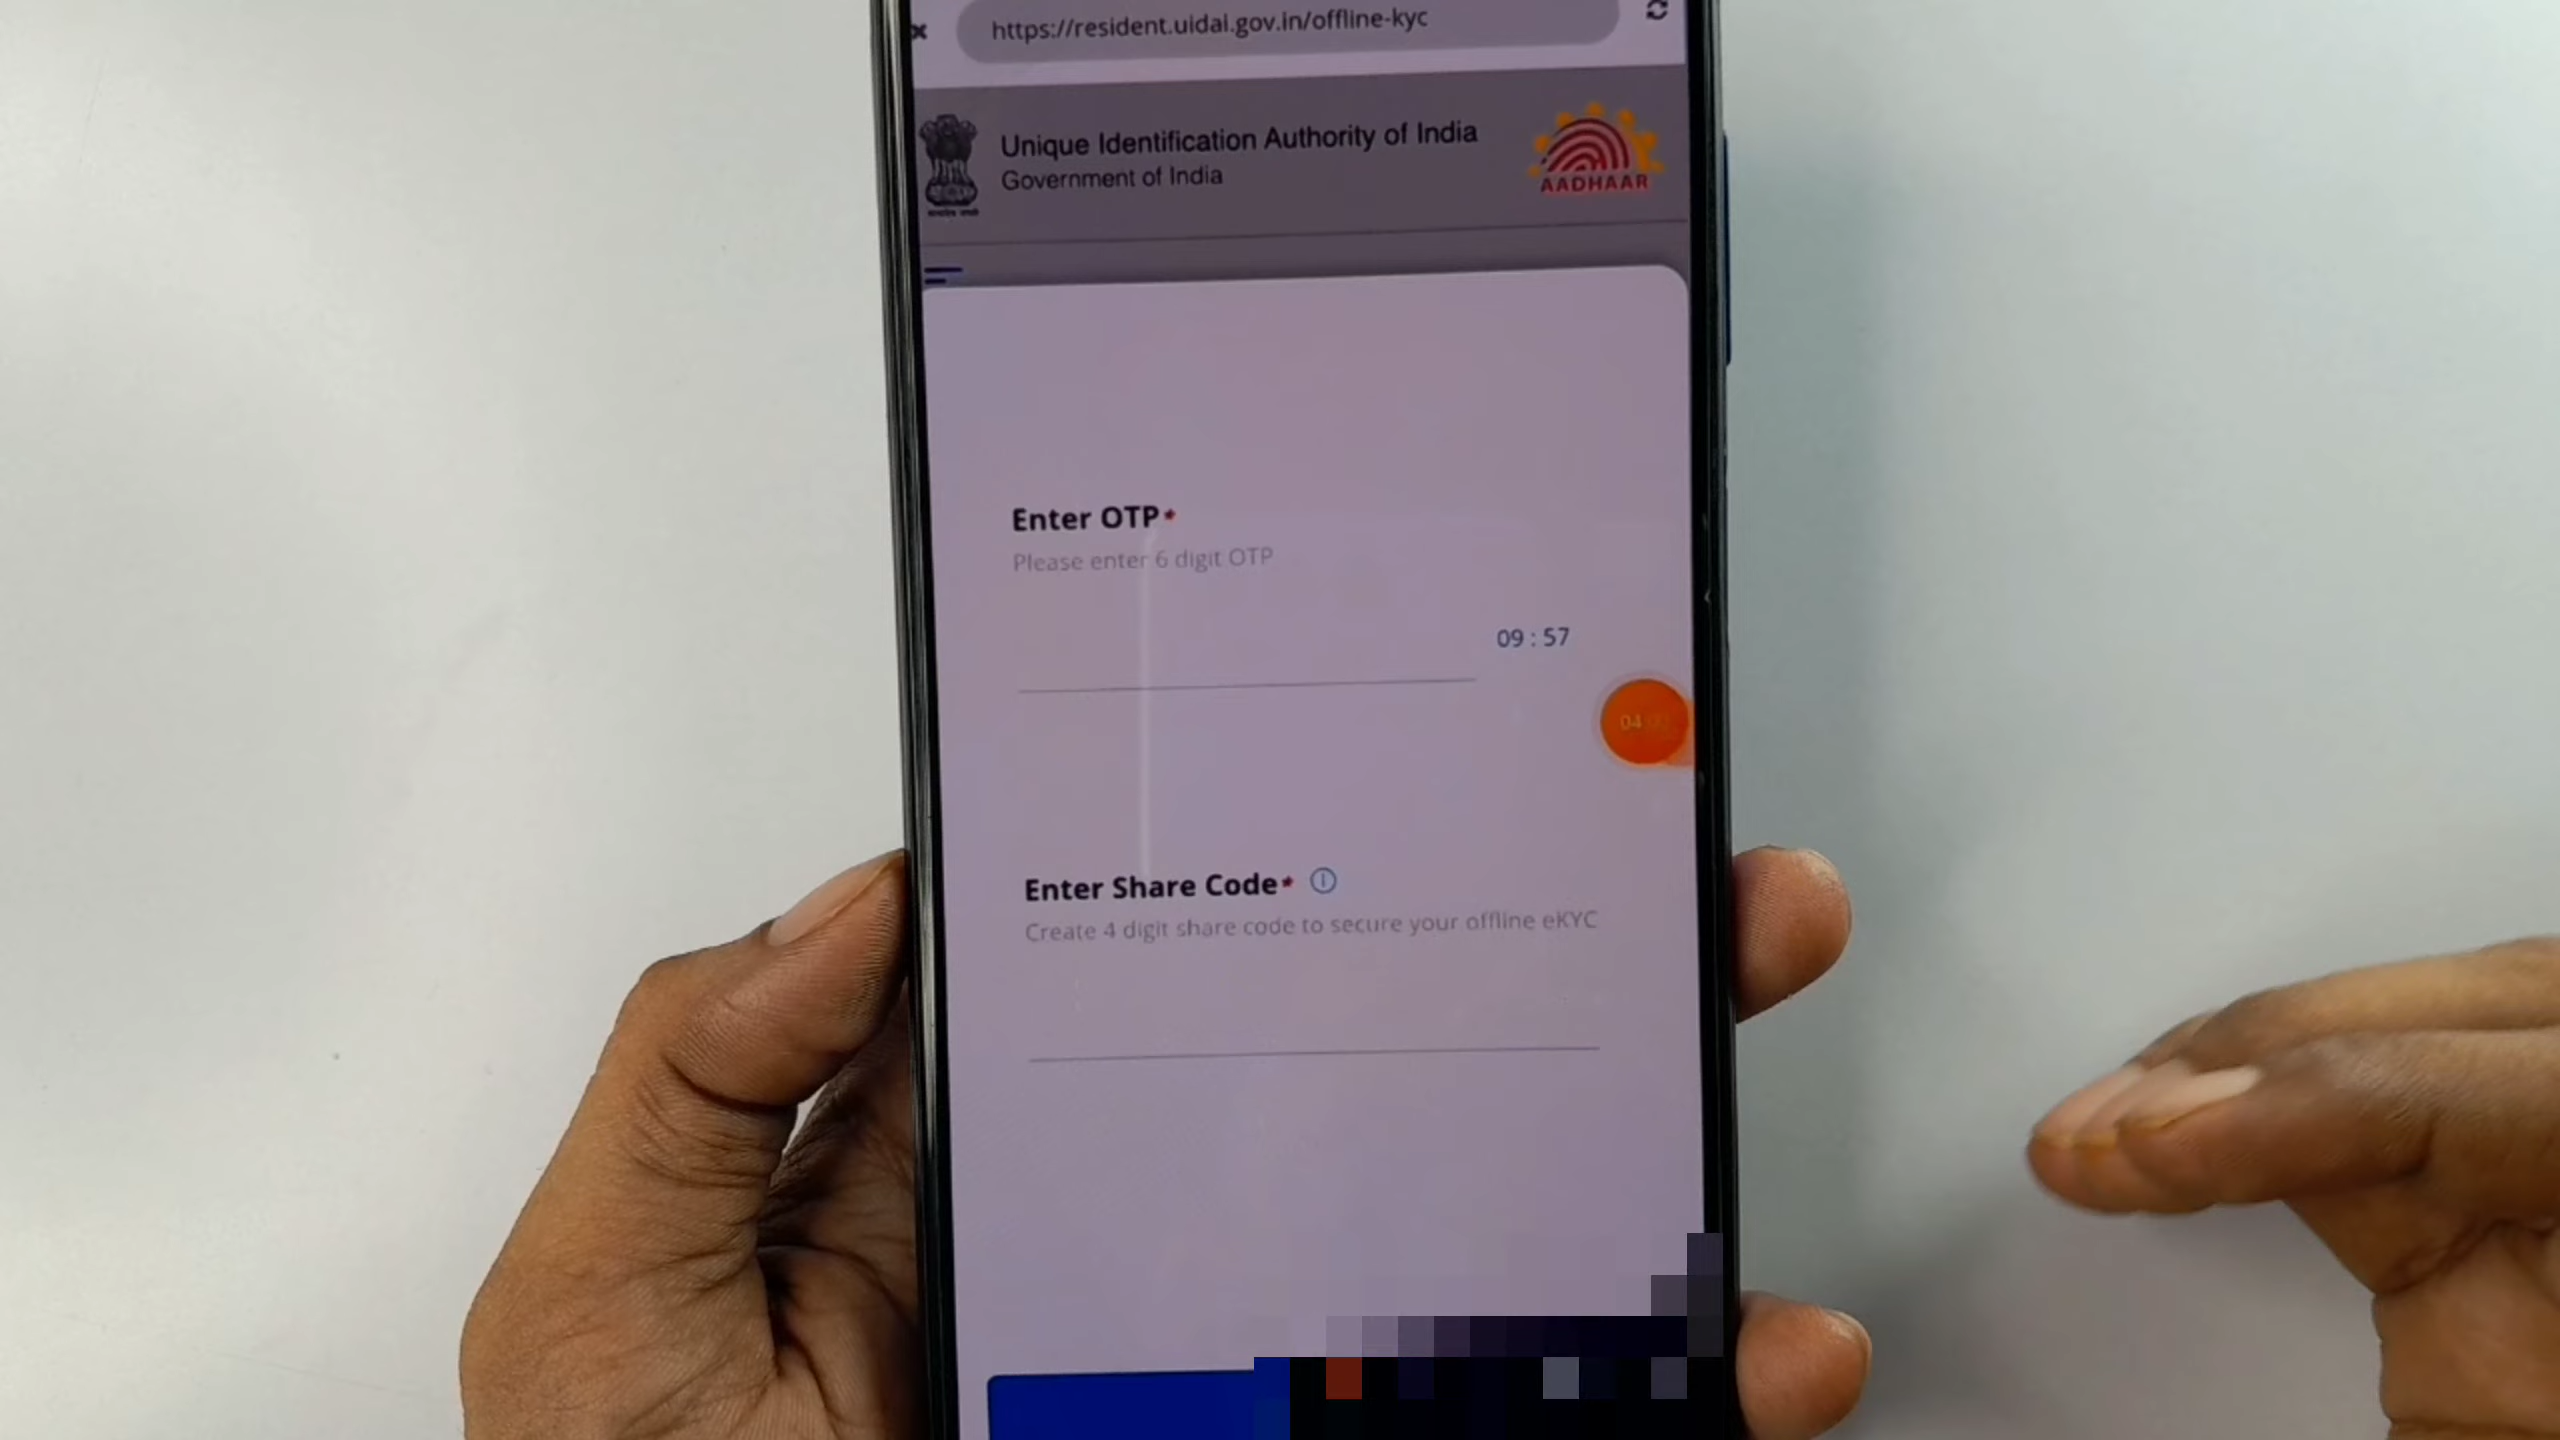 https://resident.uidai.gov.in/offline-kyc
Unique Identification Authority of India
Government of India
AADHAAR
Enter OTP*
Please enter 6 digit OTP
09 : 57
Enter Share Code*
Create 4 digit share code to secure your offline eKYC